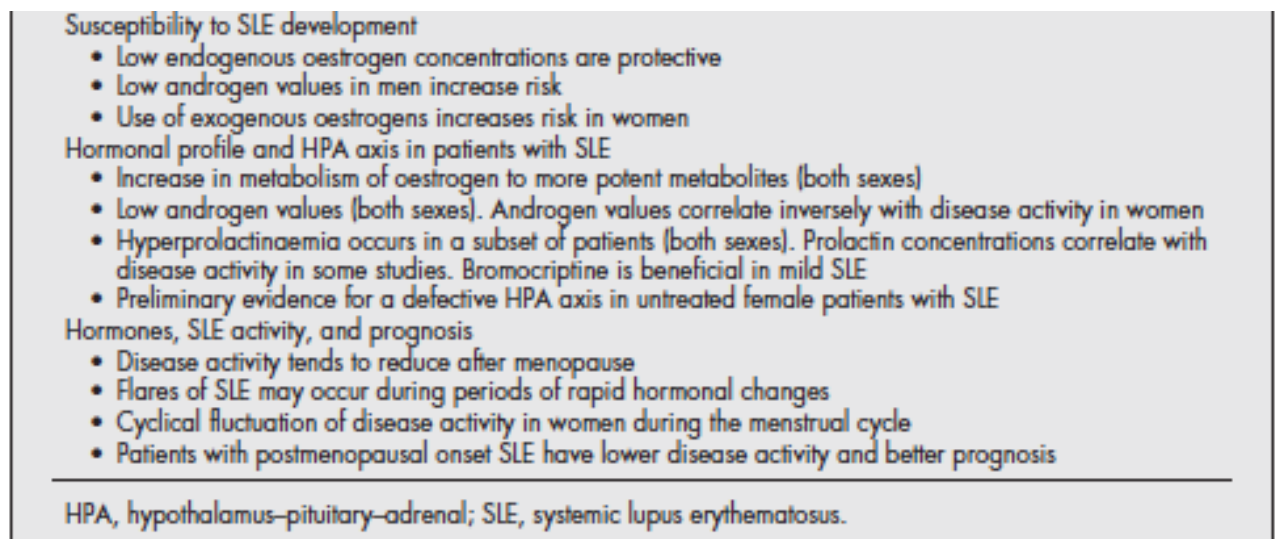 Susceptibility to SLE development
• Low endogenous oestrogen concentrations are protective
• Low androgen values in men increase risk
• Use of exogenous oestrogens increases risk in women
Hormonal profile and HPA axis in patients with SLE
• Increase in metabolism of oestrogen to more potent metabolites (both sexes)
• Low androgen values (both sexes). Androgen values correlate inversely with disease activity in women
• Hyperprolactinaemia occurs in a subset of patients (both sexes). Prolactin concentrations correlate with
disease activity in some studies. Bromocriptine is beneficial in mild SLE
• Preliminary evidence for a defective HPA axis in untreated female patients with SLE
Hormones, SLE activity, and prognosis
• Disease activity tends to reduce after menopause
• Flares of SLE may occur during periods of rapid hormonal changes
• Cyclical fluctuation of disease activity in women during the menstrual cycle
• Patients with postmenopausal onset SLE have lower disease activity and better prognosis
HPA, hypothalamus–pituitary–adrenal; SLE, systemic lupus erythematosus.